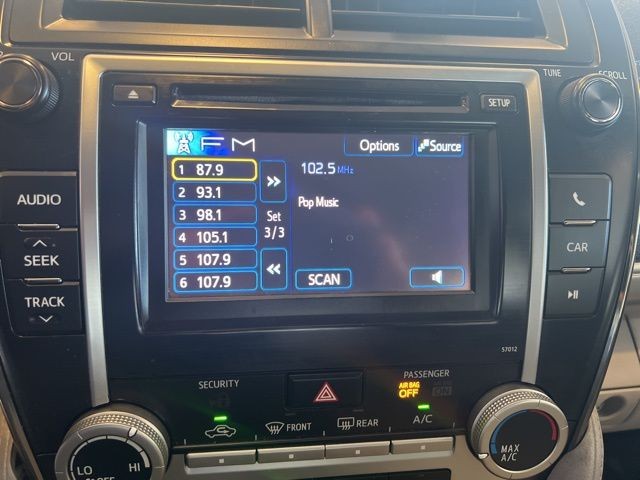 VOL
TUNE
SCROLL
SETUP
FM
Options
Source
1 87.9
2 93.1
3 98.1
4 105.1
5 107.9
6 107.9
Set
3/3
102.5 MHz
Pop Music
SCAN
AUDIO
SEEK
TRACK
CAR
57012
SECURITY
PASSENGER
AIR BAG
OFF
ON
FRONT
REAR
A/C
LO
HI
OFF
MAX
A/C